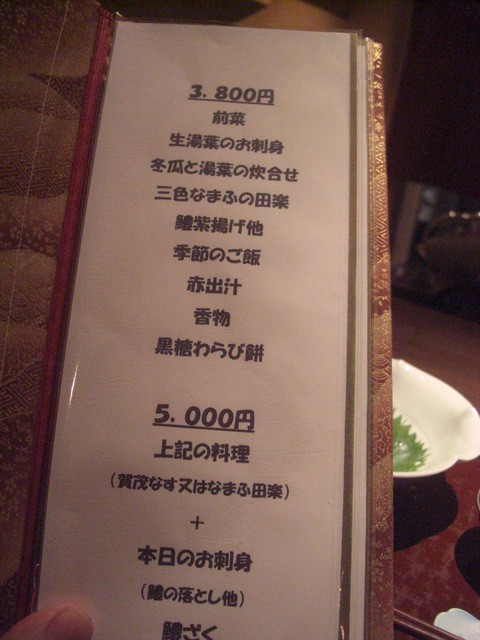 3. 800円
前菜
生湯葉のお刺身
冬瓜と湯葉の炊合せ
三色なまふの田楽
鱧紫揚げ他
季節のご飯
赤出汁
香物
黒糖わらび餅
5. 000円
上記の料理
(賀茂なす又はなまふ田楽)
+
本日のお刺身
(鱧の落とし他)
鱧ざく